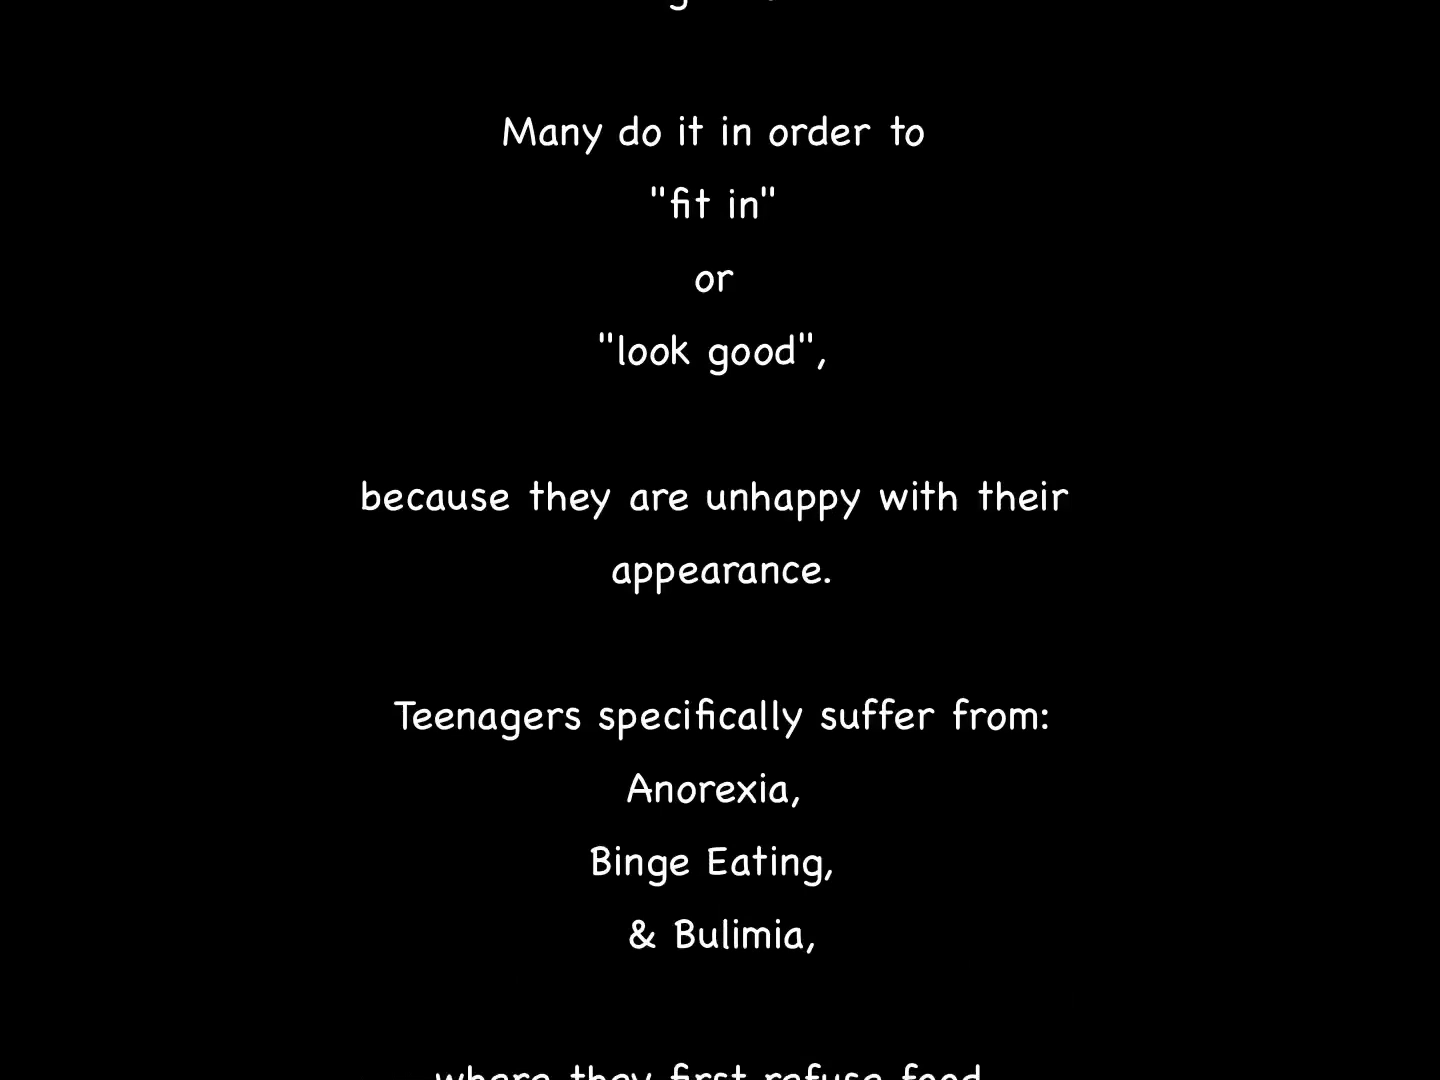 Many do it in order to
"fit in"
or
"look good",
because they are unhappy with their
appearance.
Teenagers specifically suffer from:
Anorexia,
Binge Eating,
& Bulimia,
where they first refuse food